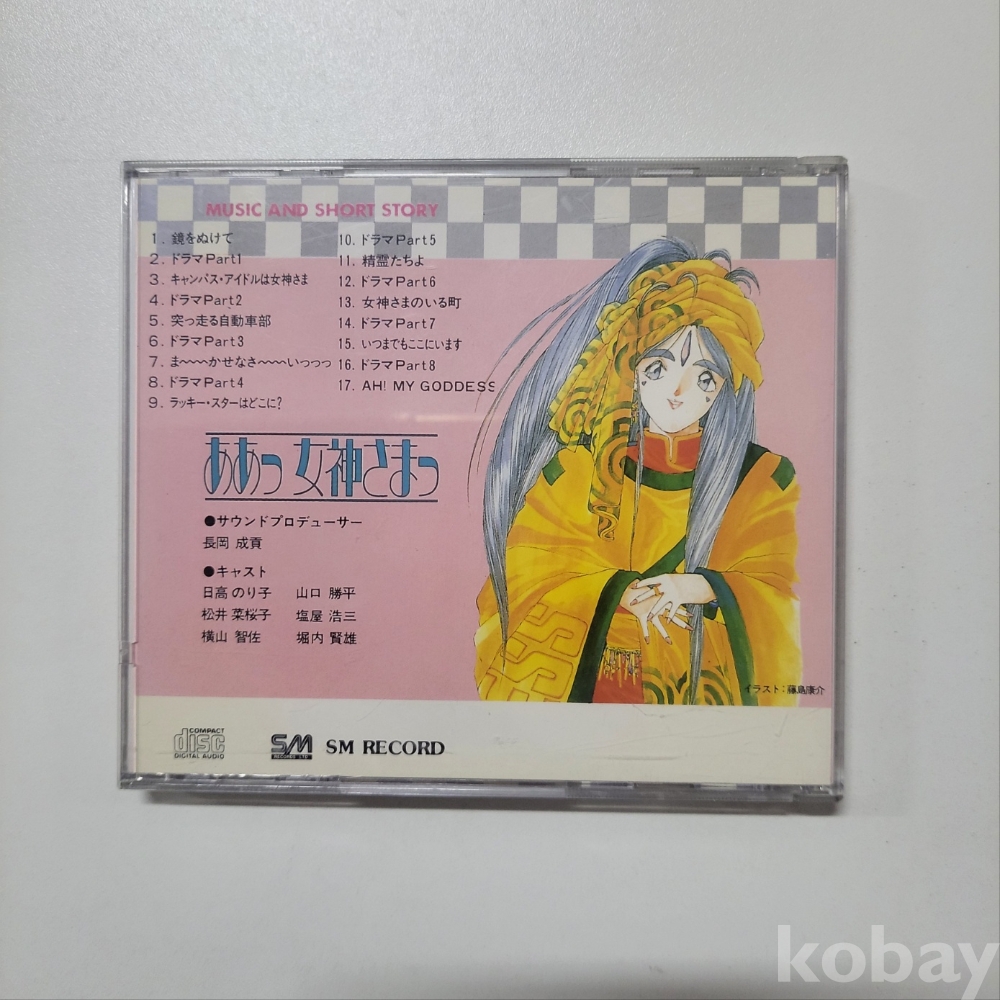 MUSIC AND SHORT STORY
1. 鏡をぬけて
2. ドラマPart1
3. キャンパス・アイドルは女神さま
4. ドラマPart2
5. 突っ走る自動車部
6. ドラマPart3
7. ま〜〜〜かせなさ〜〜〜いっっっ
8. ドラマPart4
9. ラッキー・スターはどこに?
10. ドラマPart5
11. 精霊たちよ
12. ドラマPart6
13. 女神さまのいる町
14. ドラマPart7
15. いつまでもここにいます
16. ドラマPart8
17. AH! MY GODDESS
ああっ女神さまっ
●サウンドプロデューサー
長岡 成貢
●キャスト
日高 のり子 山口 勝平
松井 菜桜子 塩屋 浩三
横山 智佐 堀内 賢雄
イラスト:藤島康介
COMPACT
disc
DIGITAL AUDIO
SM
RECORDS LTD
SM RECORD
kobay